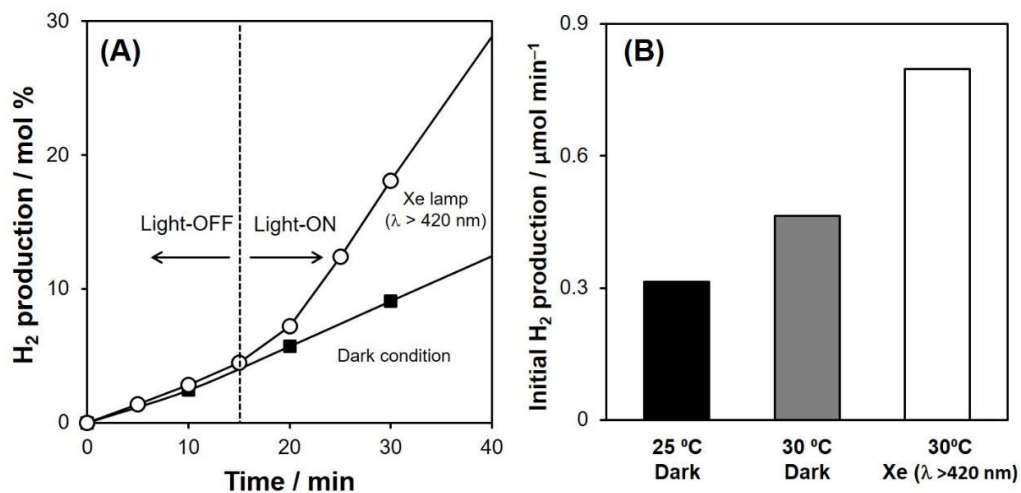 (A)
H₂ production / mol %
30
20
10
0
Light-OFF
Light-ON
Xe lamp
(λ > 420 nm)
Dark condition
0
10
20
30
40
Time / min
(B)
Initial H₂ production / μmol min⁻¹
0.9
0.6
0.3
0
25 ºC
Dark
30 ºC
Dark
30ºC
Xe (λ >420 nm)